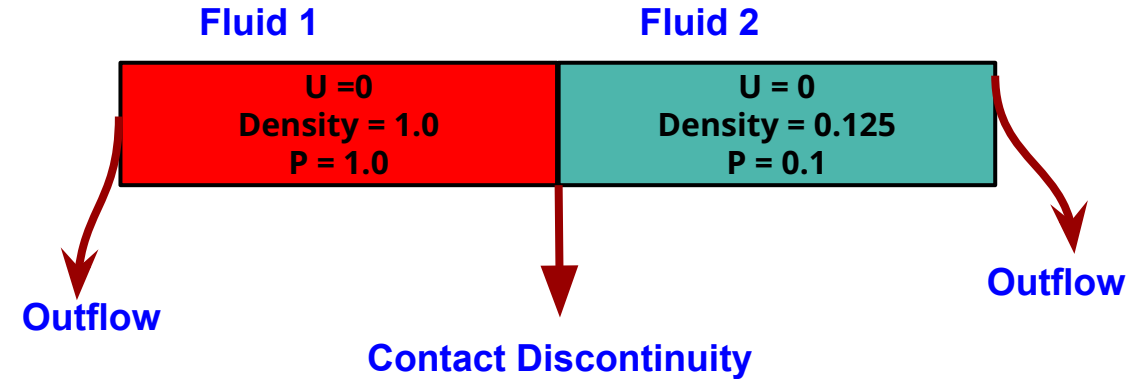 Fluid 1
Fluid 2
U =0
Density = 1.0
P = 1.0
U = 0
Density = 0.125
P = 0.1
Outflow
Outflow
Contact Discontinuity